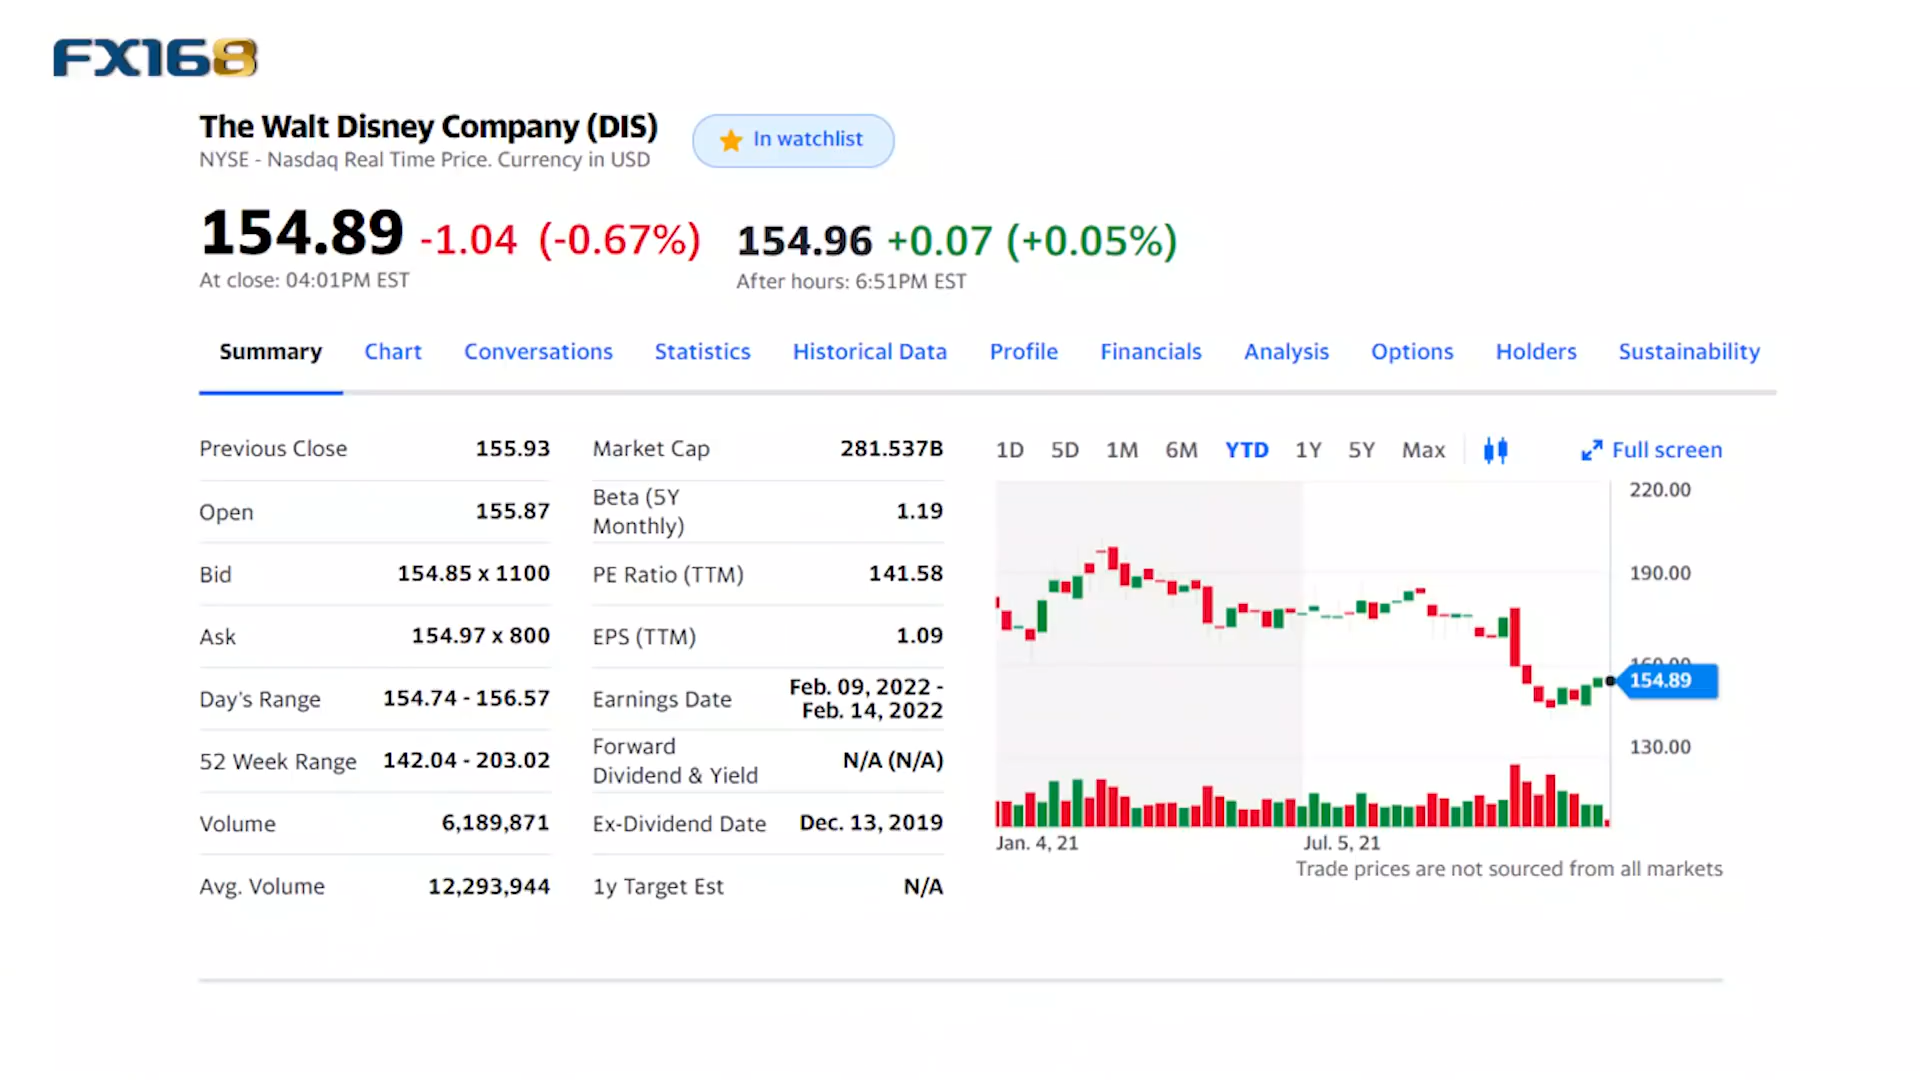 FX168
The Walt Disney Company (DIS)
In watchlist
NYSE - Nasdaq Real Time Price. Currency in USD
154.89 -1.04 (-0.67%) 154.96 +0.07 (+0.05%)
At close: 04:01PM EST
After hours: 6:51PM EST
Summary Chart Conversations Statistics Historical Data Profile Financials Analysis Options Holders Sustainability
Previous Close 155.93
Open 155.87
Bid 154.85 x 1100
Ask 154.97 x 800
Day's Range 154.74 - 156.57
52 Week Range 142.04 - 203.02
Volume 6,189,871
Avg. Volume 12,293,944
Market Cap 281.537B
Beta (5Y
Monthly) 1.19
PE Ratio (TTM) 141.58
EPS (TTM) 1.09
Earnings Date Feb. 09, 2022 -
Feb. 14, 2022
Forward
Dividend & Yield N/A (N/A)
Ex-Dividend Date Dec. 13, 2019
1y Target Est N/A
1D 5D 1M 6M YTD 1Y 5Y Max Full screen
220.00
190.00
160.00
154.89
130.00
Jan. 4, 21 Jul. 5, 21
Trade prices are not sourced from all markets